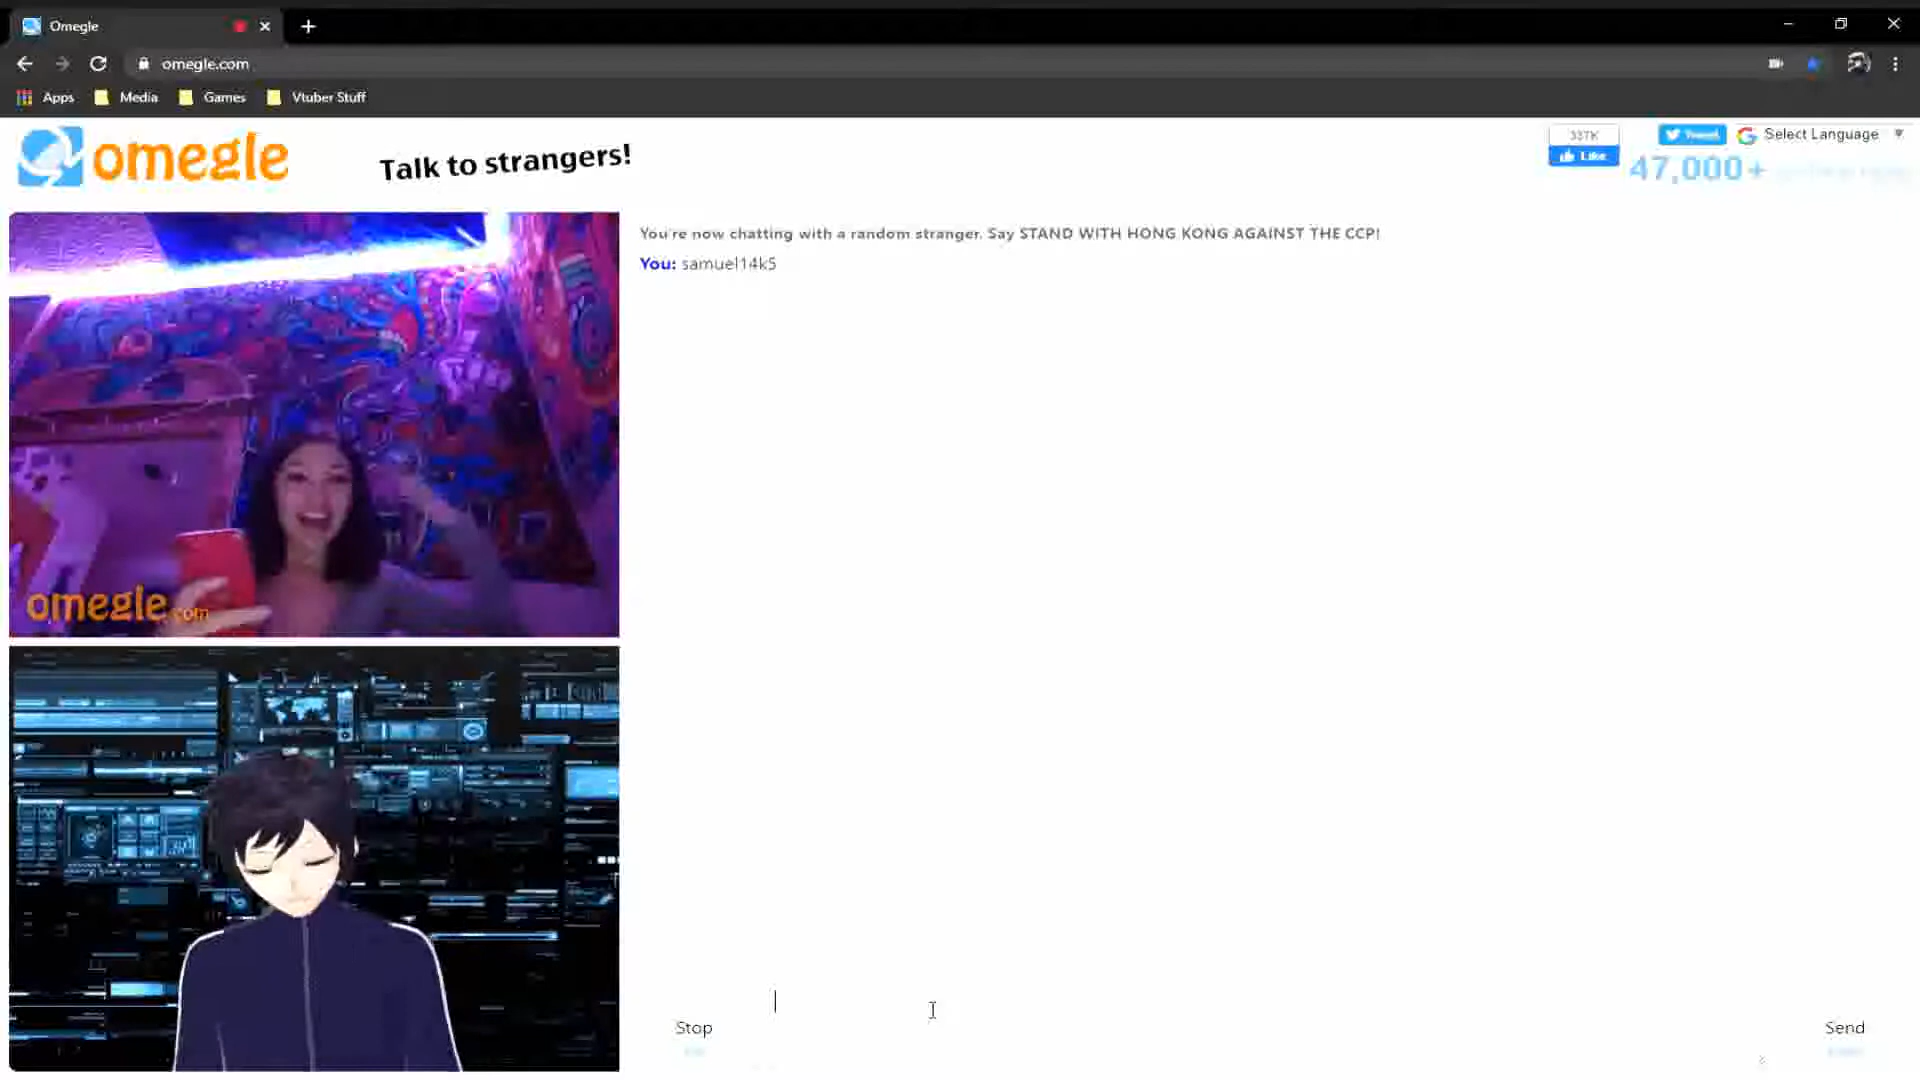 Omegle
omegle.com
Apps
Media
Games
Vtuber Stuff
omegle
Talk to strangers!
337K
Like
Tweet
Select Language
47,000+
You're now chatting with a random stranger. Say STAND WITH HONG KONG AGAINST THE CCP!
You: samuel14k5
omegle.com
Stop
Send